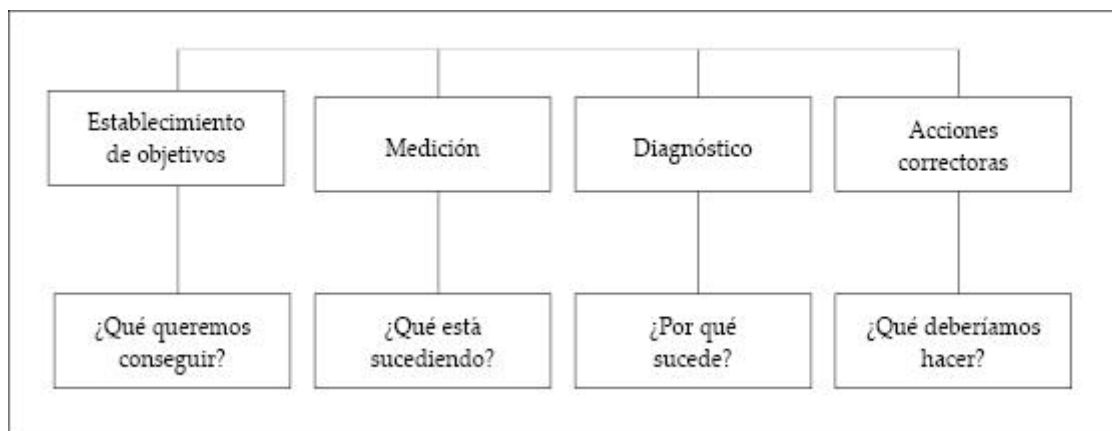 Establecimiento
de objetivos
Medición
Diagnóstico
Acciones
correctoras
¿Qué queremos
conseguir?
¿Qué está
sucediendo?
¿Por qué
sucede?
¿Qué deberíamos
hacer?